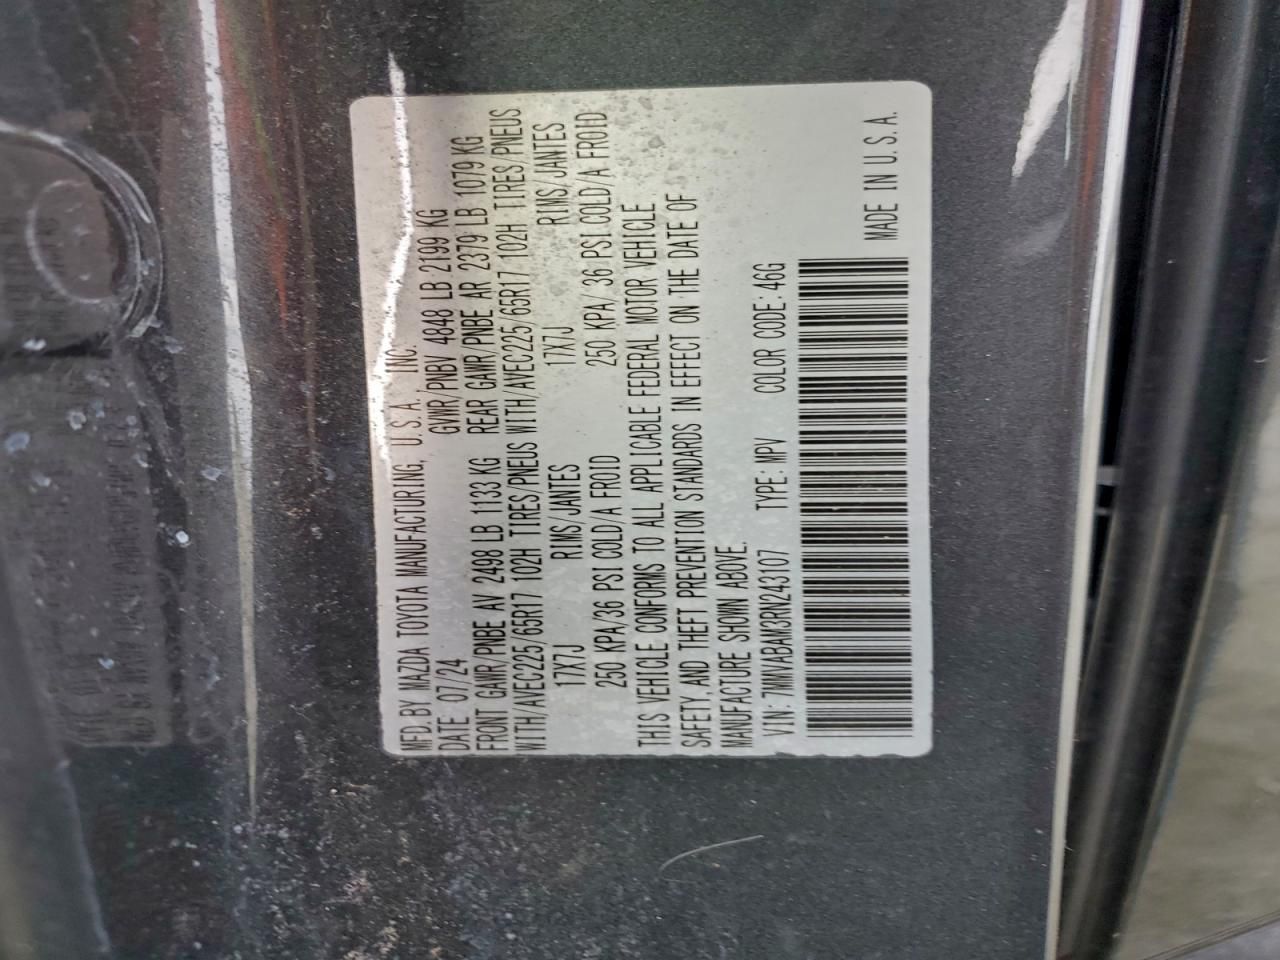 MFD. BY MAZDA TOYOTA MANUFACTURING, U.S.A., INC.
DATE 07/24 GVWR/PNBV 4848 LB 2199 KG
FRONT GAWR/PNBE AV 2498 LB 1133 KG REAR GAWR/PNBE AR 2379 LB 1079 KG
WITH/AVEC225/65R17 102H TIRES/PNEUS WITH/AVEC225/65R17 102H TIRES/PNEUS
17X7J RIMS/JANTES 17X7J RIMS/JANTES
250 KPA/36 PSI COLD/A FROID 250 KPA/ 36 PSI COLD/A FROID
THIS VEHICLE CONFORMS TO ALL APPLICABLE FEDERAL MOTOR VEHICLE
SAFETY, AND THEFT PREVENTION STANDARDS IN EFFECT ON THE DATE OF
MANUFACTURE SHOWN ABOVE.
VIN: 7MMVABAM3RN243107 TYPE: MPV COLOR CODE: 46G
MADE IN U.S.A.